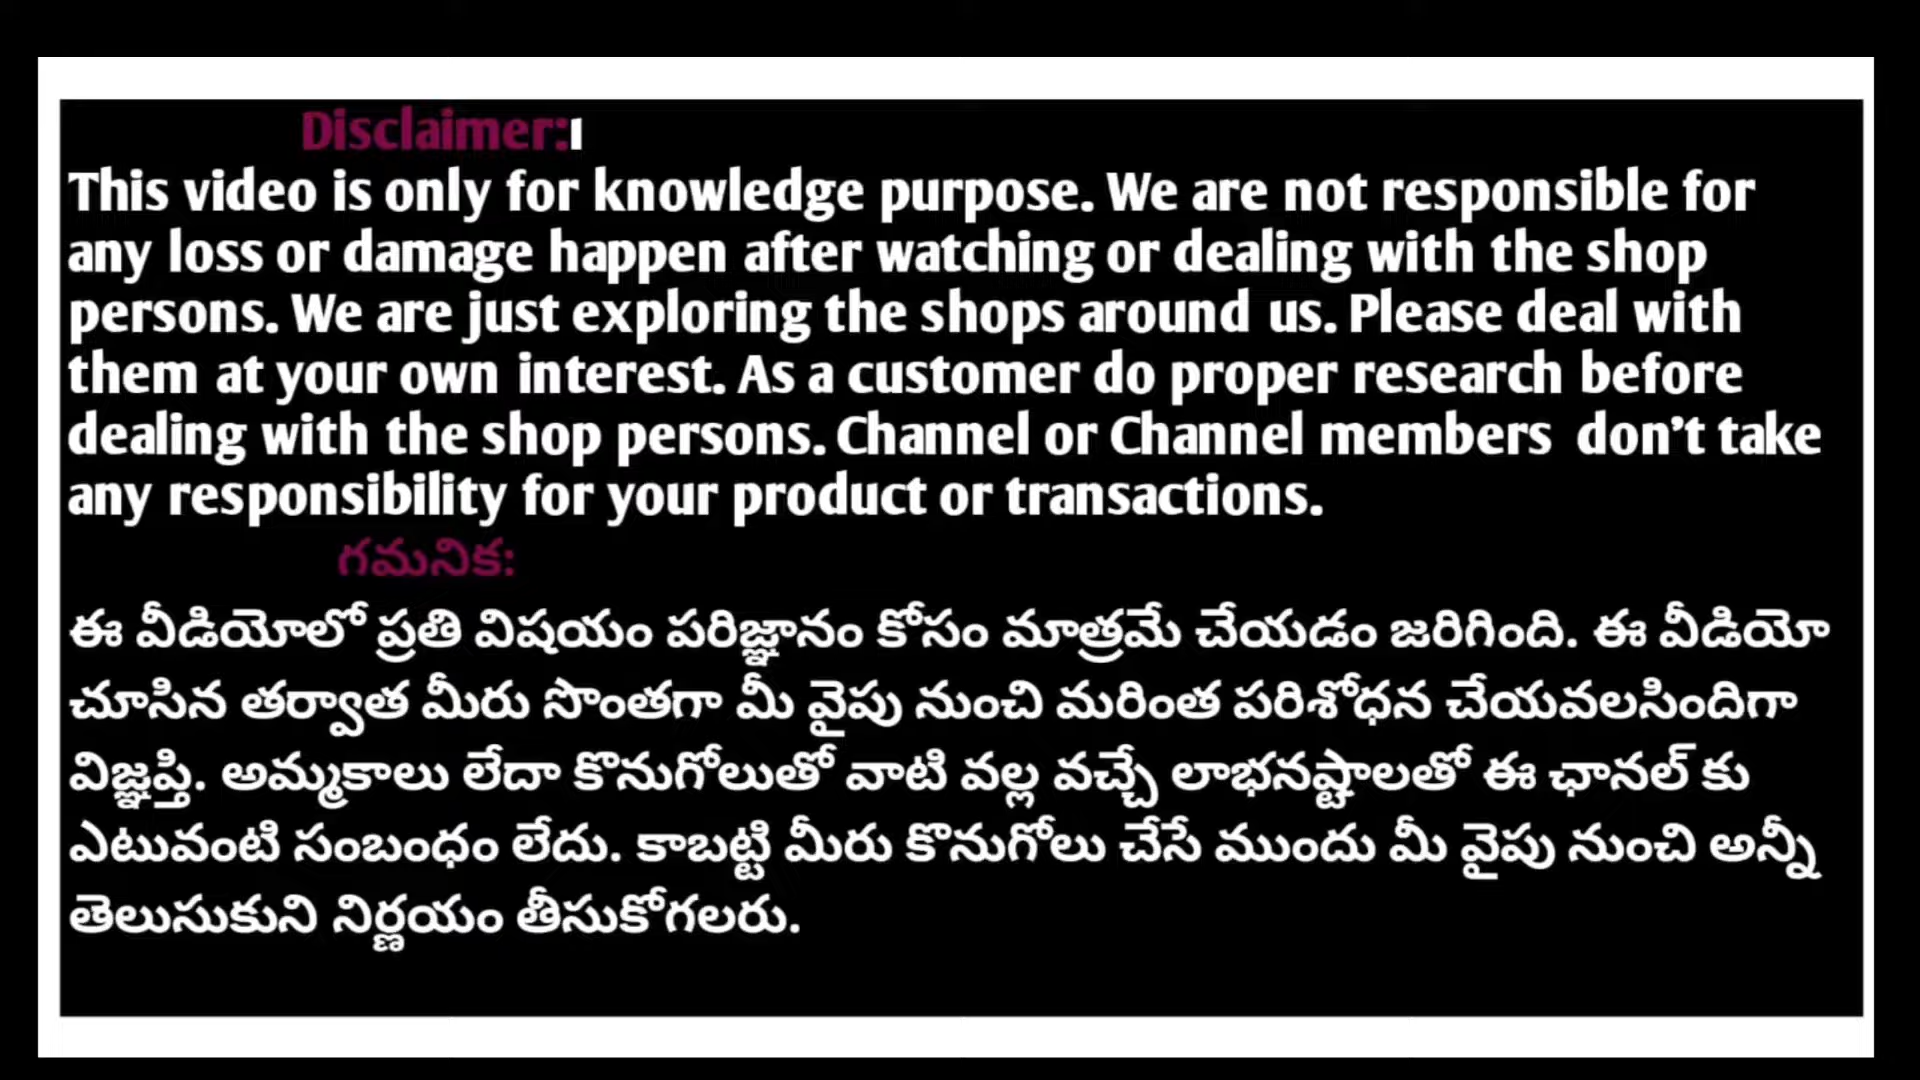 Disclaimer:
This video is only for knowledge purpose. We are not responsible for
any loss or damage happen after watching or dealing with the shop
persons. We are just exploring the shops around us. Please deal with
them at your own interest. As a customer do proper research before
dealing with the shop persons. Channel or Channel members don't take
any responsibility for your product or transactions.
గమనిక:
ఈ వీడియోలో ప్రతి విషయం పరిజ్ఞానం కోసం మాత్రమే చేయడం జరిగింది. ఈ వీడియో
చూసిన తర్వాత మీరు సొంతగా మీ వైపు నుంచి మరింత పరిశోధన చేయవలసిందిగా
విజ్ఞప్తి. అమ్మకాలు లేదా కొనుగోలుతో వాటి వల్ల వచ్చే లాభనష్టాలతో ఈ ఛానల్ కు
ఎటువంటి సంబంధం లేదు. కాబట్టి మీరు కొనుగోలు చేసే ముందు మీ వైపు నుంచి అన్నీ
తెలుసుకుని నిర్ణయం తీసుకోగలరు.